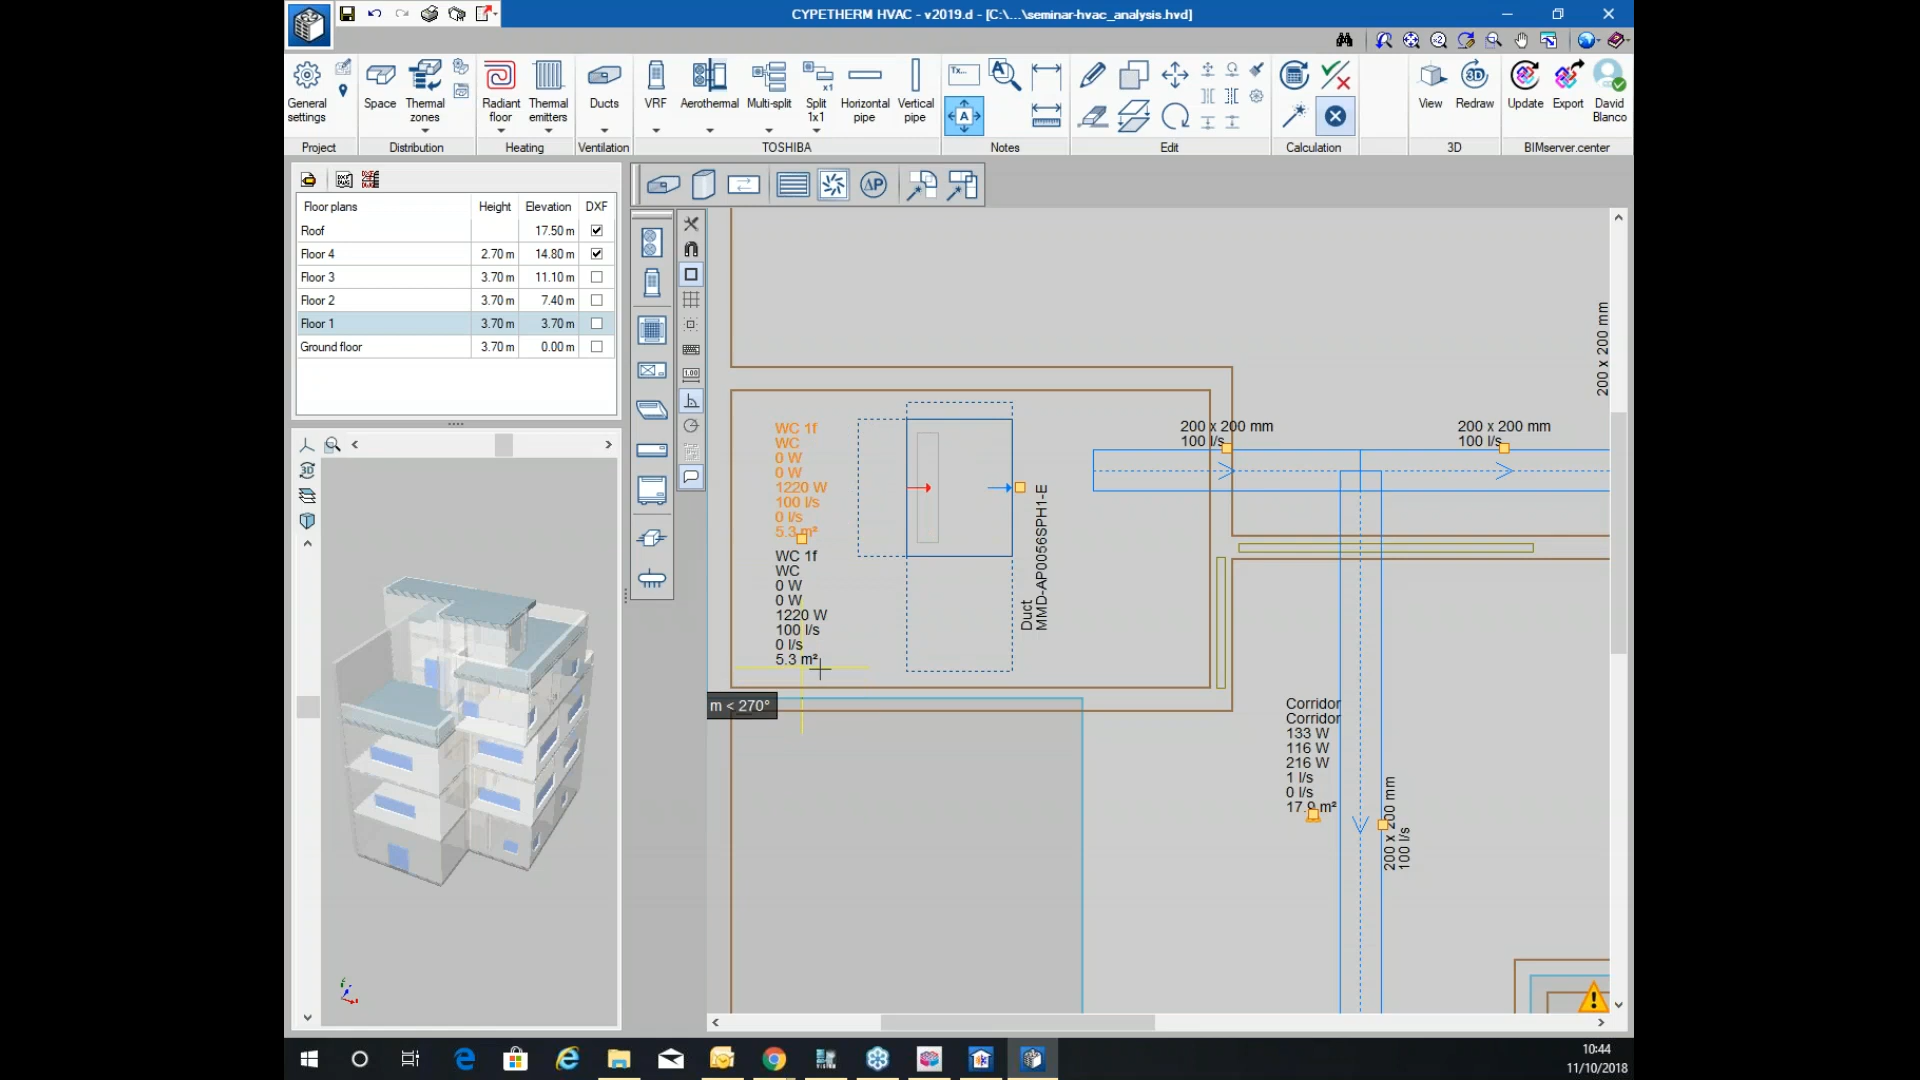 CYPETHERM HVAC - v2019.d - [C:\...\seminar-hvac_analysis.hvd]
General settings
Space
Thermal zones
Radiant floor
Thermal emitters
Ducts
VRF
Aerothermal
Multi-split
Split 1x1
Horizontal pipe
Vertical pipe
View
Redraw
Update
Export
David Blanco
Project
Distribution
Heating
Ventilation
TOSHIBA
Notes
Edit
Calculation
3D
BIMserver.center
Floor plans Height Elevation DXF
Roof 17.50 m
Floor 4 2.70 m 14.80 m
Floor 3 3.70 m 11.10 m
Floor 2 3.70 m 7.40 m
Floor 1 3.70 m 3.70 m
Ground floor 3.70 m 0.00 m
WC 1f
WC
0 W
0 W
1220 W
100 l/s
0 l/s
5.3 m²
WC 1f
WC
0 W
0 W
1220 W
100 l/s
0 l/s
5.3 m²
m < 270°
Duct
MMD-AP0056SPH1-E
200 x 200 mm
100 l/s
200 x 200 mm
100 l/s
200 x 200 mm
Corridor
Corridor
133 W
116 W
216 W
1 l/s
0 l/s
17.9 m²
200 x 200 mm
100 l/s
10:44
11/10/2018